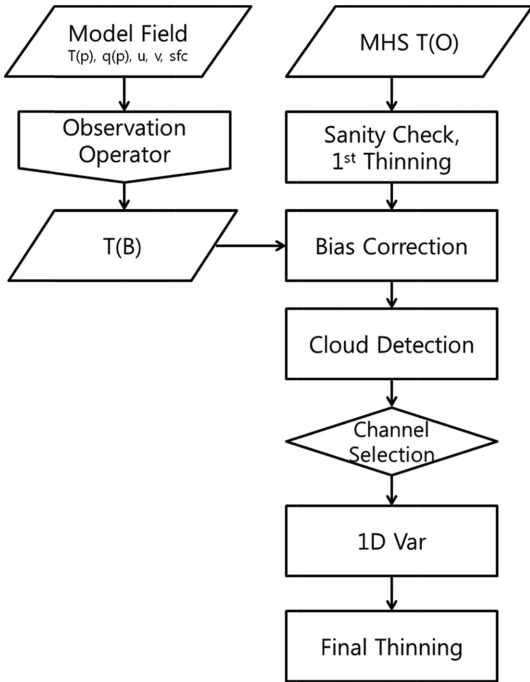 Model Field
T(p), q(p), u, v, sfc
Observation
Operator
T(B)
MHS T(O)
Sanity Check,
1st Thinning
Bias Correction
Cloud Detection
Channel
Selection
1D Var
Final Thinning